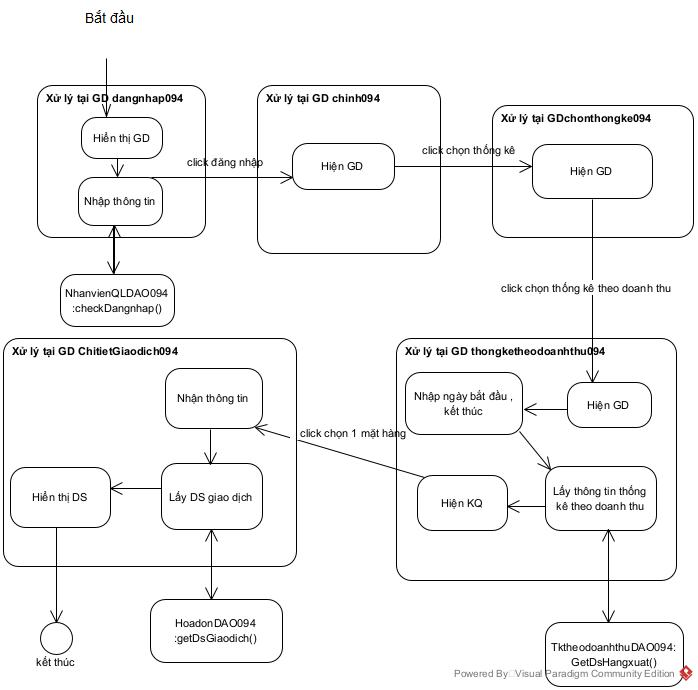 Bắt đầu
Xử lý tại GD dangnhap094
Hiển thị GD
Nhập thông tin
NhanvienQLDAO094
:checkDangnhap()
click đăng nhập
Xử lý tại GD chinh094
Hiện GD
click chọn thống kê
Xử lý tại GDchonthongke094
Hiện GD
click chọn thống kê theo doanh thu
Xử lý tại GD thongketheodoanhthu094
Hiện GD
Nhập ngày bắt đầu ,
kết thúc
Lấy thông tin thống
kê theo doanh thu
Hiện KQ
TktheodoanhthuDAO094:
GetDsHangxuat()
click chọn 1 mặt hàng
Xử lý tại GD ChitietGiaodich094
Nhận thông tin
Lấy DS giao dịch
Hiển thị DS
HoadonDAO094
:getDsGiaodich()
kết thúc
Powered By Visual Paradigm Community Edition